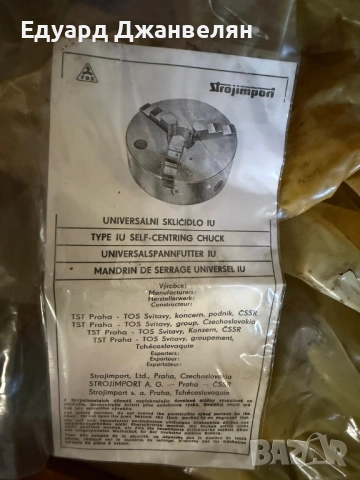 Едуард Джанвелян
TOS
Strojimport
UNIVERSÁLNÍ SKLÍČIDLO IU
TYPE IU SELF-CENTRING CHUCK
UNIVERSALSPANNFUTTER IU
MANDRIN DE SERRAGE UNIVERSEL IU
Výrobce:
Manufacturers:
Herstellerwerk:
Constructeur:
TST Praha - TOS Svitavy, koncern. podnik, ČSSR
TST Praha - TOS Svitavy, group, Czechoslovakia
TST Praha - TOS Svitavy, Konzern, ČSSR
TST Praha - TOS Svitavy, groupement,
Tchécoslovaquie
Exporters:
Exporteur:
Exportateur:
Strojimport, Ltd., Praha, Czechoslovakia
STROJIMPORT A. G. — Praha — ČSSR
Strojimport s. a. Praha, Tchécoslovaquie
BAZAR